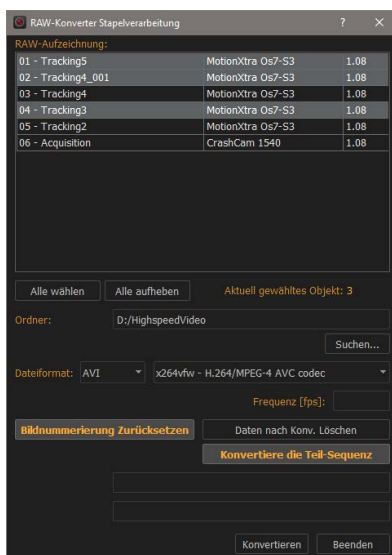 RAW-Konverter Stapelverarbeitung ? ×
RAW-Aufzeichnung:
01 - Tracking5 MotionXtra Os7-S3 1.08
02 - Tracking4_001 MotionXtra Os7-S3 1.08
03 - Tracking4 MotionXtra Os7-S3 1.08
04 - Tracking3 MotionXtra Os7-S3 1.08
05 - Tracking2 MotionXtra Os7-S3 1.08
06 - Acquisition CrashCam 1540 1.08
Alle wählen Alle aufheben Aktuell gewähltes Objekt: 3
Ordner: D:/HighspeedVideo
Suchen...
Dateiformat: AVI x264vfw - H.264/MPEG-4 AVC codec
Frequenz [fps]:
Bildnummerierung Zurücksetzen Daten nach Konv. Löschen
Konvertiere die Teil-Sequenz
Konvertieren Beenden